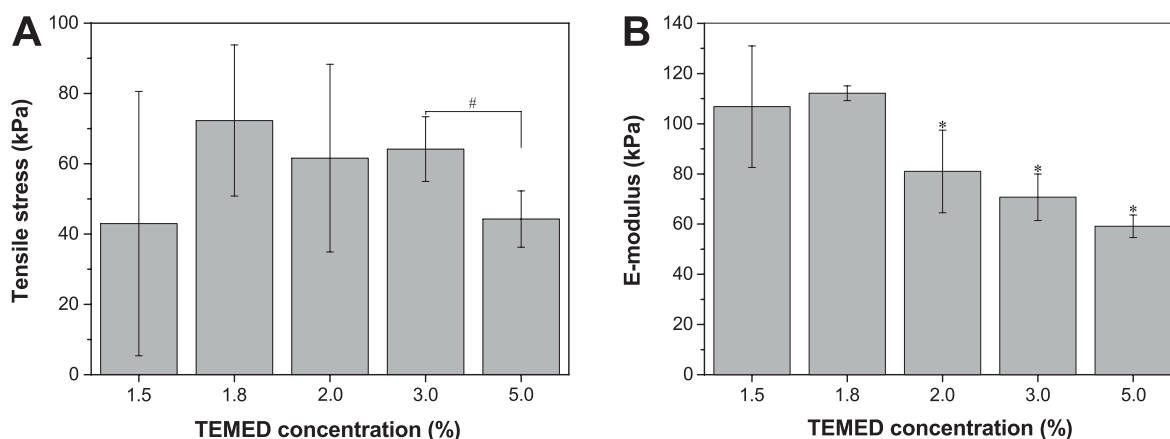 A
Tensile stress (kPa)
100
80
60
40
20
0
#
1.5 1.8 2.0 3.0 5.0
TEMED concentration (%)
B
E-modulus (kPa)
140
120
100
80
60
40
20
0
* * *
1.5 1.8 2.0 3.0 5.0
TEMED concentration (%)